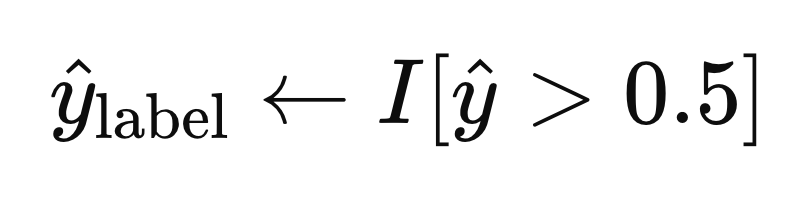 ŷ_label ← I[ŷ > 0.5]